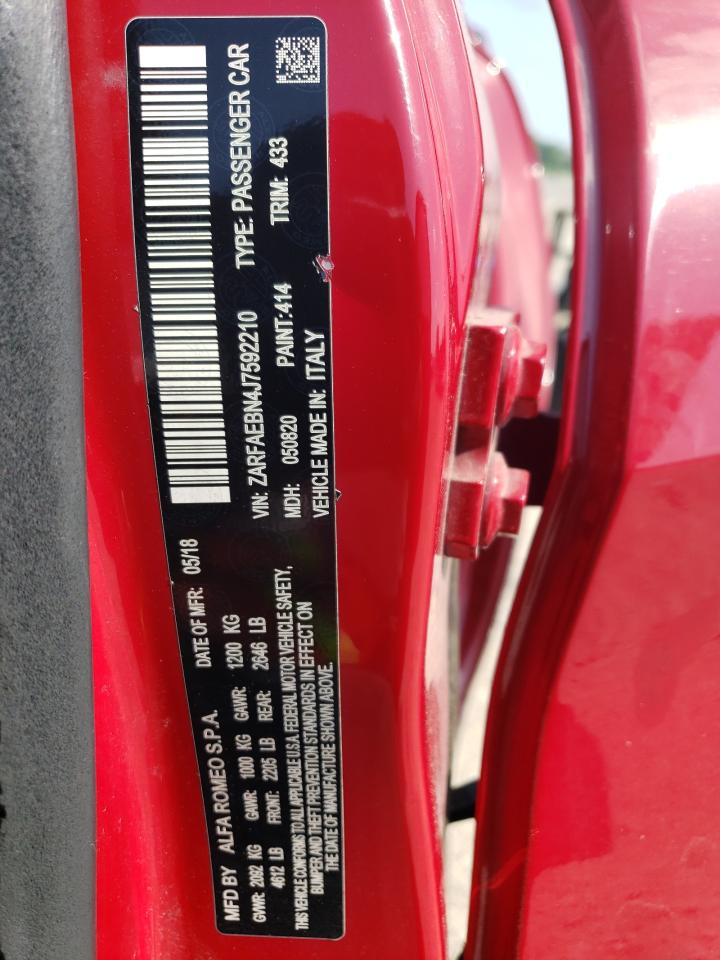 MFD BY ALFA ROMEO S.P.A. DATE OF MFR: 05/18
GVWR: 2092 KG GAWR: 1000 KG GAWR: 1200 KG
4612 LB FRONT: 2205 LB REAR: 2646 LB
THIS VEHICLE CONFORMS TO ALL APPLICABLE U.S.A. FEDERAL MOTOR VEHICLE SAFETY,
BUMPER AND THEFT PREVENTION STANDARDS IN EFFECT ON
THE DATE OF MANUFACTURE SHOWN ABOVE.
VIN: ZARFAEBN4J7592210 TYPE: PASSENGER CAR
MDH: 050820 PAINT:414 TRIM: 433
VEHICLE MADE IN: ITALY